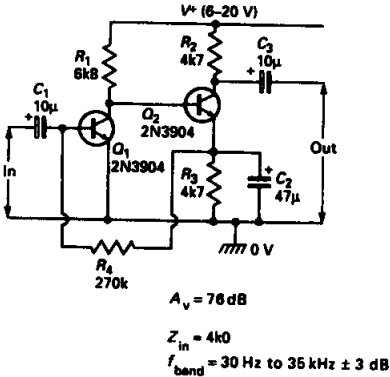 V+ (6–20 V)
R1
6k8
R2
4k7
C3
10µ
+
C1
10µ
+
Q2
2N3904
Q1
2N3904
In
Out
R3
4k7
+
C2
47µ
0 V
R4
270k
Av = 76 dB
Zin = 4k0
fband = 30 Hz to 35 kHz ± 3 dB